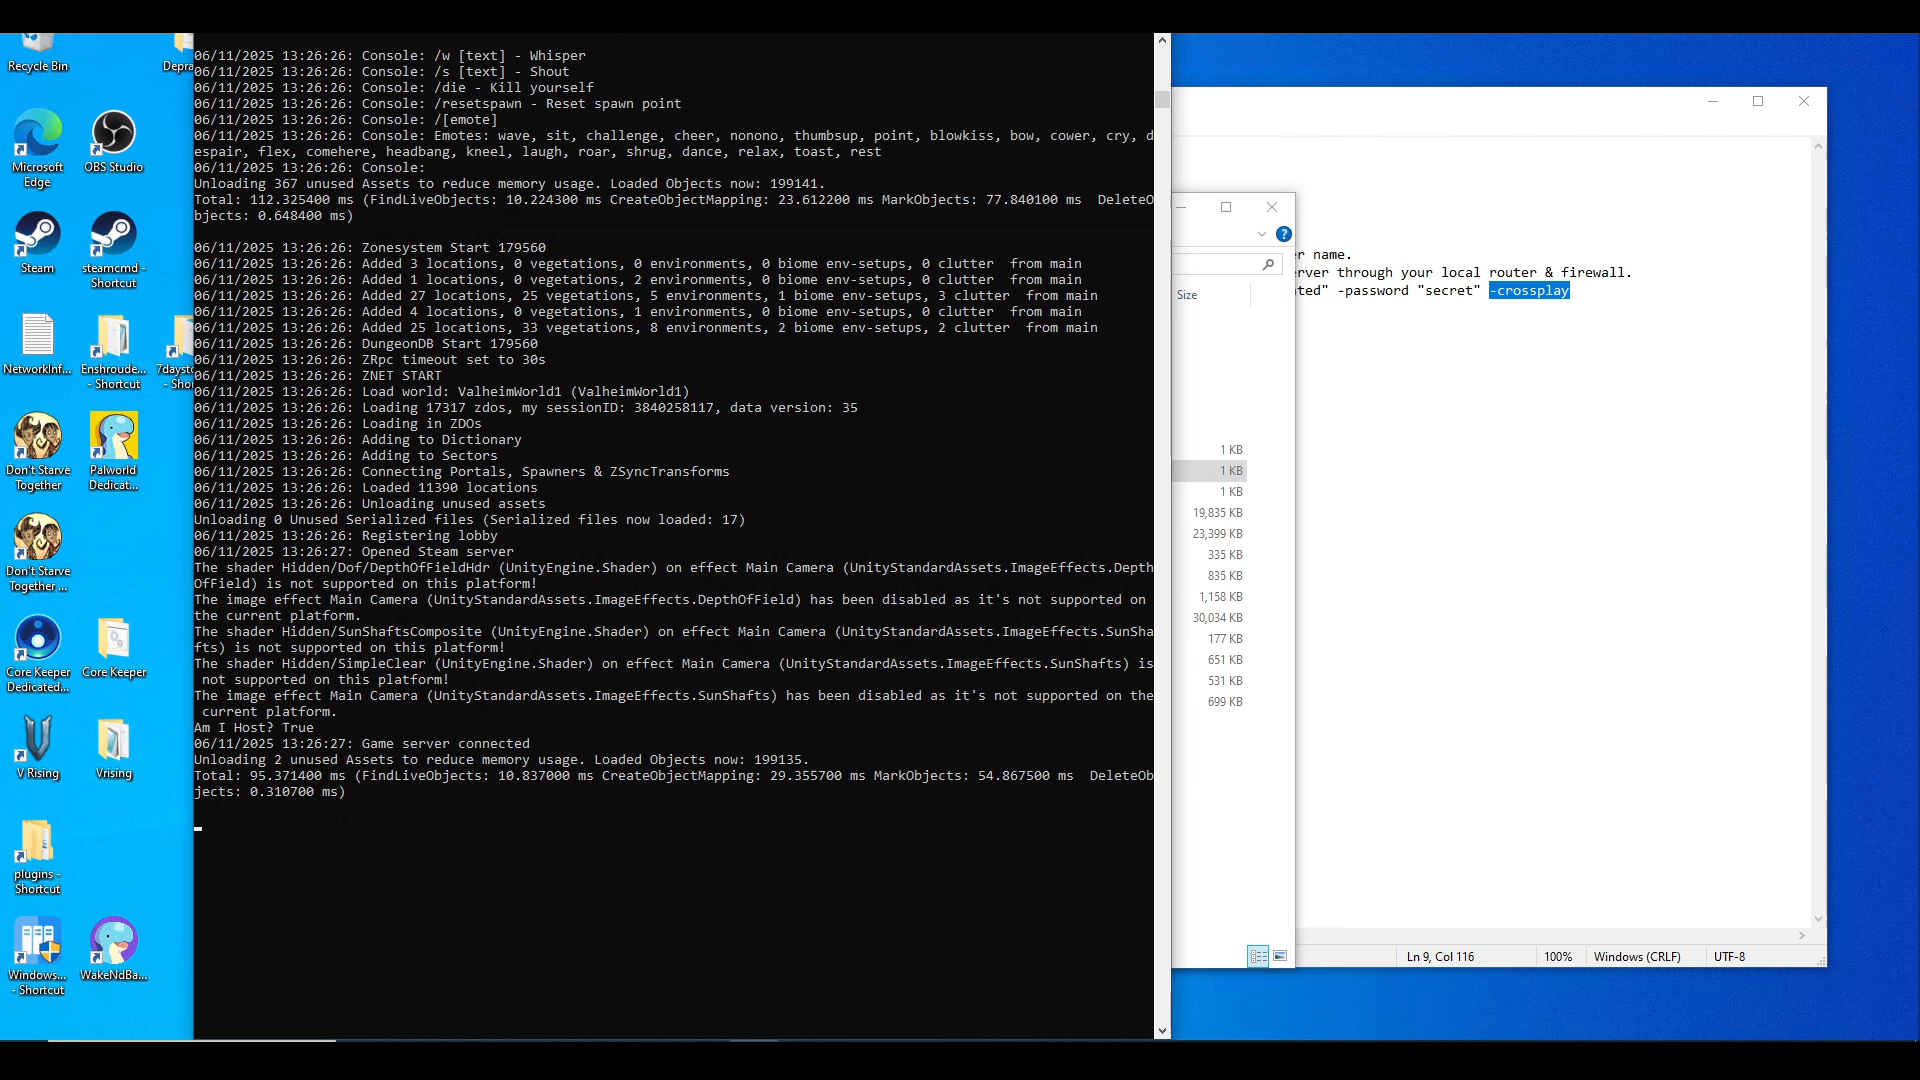 Recycle Bin
Depra
Microsoft
Edge
OBS Studio
Steam
steamcmd -
Shortcut
NetworkInf...
Enshroude...
- Shortcut
7daysto
- Shor
Don't Starve
Together
Palworld
Dedicat...
Don't Starve
Together ...
Core Keeper
Dedicated...
Core Keeper
V Rising
Vrising
plugins -
Shortcut
Windows...
- Shortcut
WakeNdBa...
06/11/2025 13:26:26: Console: /w [text] - Whisper
06/11/2025 13:26:26: Console: /s [text] - Shout
06/11/2025 13:26:26: Console: /die - Kill yourself
06/11/2025 13:26:26: Console: /resetspawn - Reset spawn point
06/11/2025 13:26:26: Console: /[emote]
06/11/2025 13:26:26: Console: Emotes: wave, sit, challenge, cheer, nonono, thumbsup, point, blowkiss, bow, cower, cry, d
espair, flex, comehere, headbang, kneel, laugh, roar, shrug, dance, relax, toast, rest
06/11/2025 13:26:26: Console:
Unloading 367 unused Assets to reduce memory usage. Loaded Objects now: 199141.
Total: 112.325400 ms (FindLiveObjects: 10.224300 ms CreateObjectMapping: 23.612200 ms MarkObjects: 77.840100 ms  DeleteO
bjects: 0.648400 ms)
06/11/2025 13:26:26: Zonesystem Start 179560
06/11/2025 13:26:26: Added 3 locations, 0 vegetations, 0 environments, 0 biome env-setups, 0 clutter  from main
06/11/2025 13:26:26: Added 1 locations, 0 vegetations, 2 environments, 0 biome env-setups, 0 clutter  from main
06/11/2025 13:26:26: Added 27 locations, 25 vegetations, 5 environments, 1 biome env-setups, 3 clutter  from main
06/11/2025 13:26:26: Added 4 locations, 0 vegetations, 1 environments, 0 biome env-setups, 0 clutter  from main
06/11/2025 13:26:26: Added 25 locations, 33 vegetations, 8 environments, 2 biome env-setups, 2 clutter  from main
06/11/2025 13:26:26: DungeonDB Start 179560
06/11/2025 13:26:26: ZRpc timeout set to 30s
06/11/2025 13:26:26: ZNET START
06/11/2025 13:26:26: Load world: ValheimWorld1 (ValheimWorld1)
06/11/2025 13:26:26: Loading 17317 zdos, my sessionID: 3840258117, data version: 35
06/11/2025 13:26:26: Loading in ZDOs
06/11/2025 13:26:26: Adding to Dictionary
06/11/2025 13:26:26: Adding to Sectors
06/11/2025 13:26:26: Connecting Portals, Spawners & ZSyncTransforms
06/11/2025 13:26:26: Loaded 11390 locations
06/11/2025 13:26:26: Unloading unused assets
Unloading 0 Unused Serialized files (Serialized files now loaded: 17)
06/11/2025 13:26:26: Registering lobby
06/11/2025 13:26:27: Opened Steam server
The shader Hidden/Dof/DepthOfFieldHdr (UnityEngine.Shader) on effect Main Camera (UnityStandardAssets.ImageEffects.Depth
OfField) is not supported on this platform!
The image effect Main Camera (UnityStandardAssets.ImageEffects.DepthOfField) has been disabled as it's not supported on
the current platform.
The shader Hidden/SunShaftsComposite (UnityEngine.Shader) on effect Main Camera (UnityStandardAssets.ImageEffects.SunSha
fts) is not supported on this platform!
The shader Hidden/SimpleClear (UnityEngine.Shader) on effect Main Camera (UnityStandardAssets.ImageEffects.SunShafts) is
 not supported on this platform!
The image effect Main Camera (UnityStandardAssets.ImageEffects.SunShafts) has been disabled as it's not supported on the
 current platform.
Am I Host? True
06/11/2025 13:26:27: Game server connected
Unloading 2 unused Assets to reduce memory usage. Loaded Objects now: 199135.
Total: 95.371400 ms (FindLiveObjects: 10.837000 ms CreateObjectMapping: 29.355700 ms MarkObjects: 54.867500 ms  DeleteOb
jects: 0.310700 ms)
Size
1 KB
1 KB
1 KB
19,835 KB
23,399 KB
335 KB
835 KB
1,158 KB
30,034 KB
177 KB
651 KB
531 KB
699 KB
er name.
erver through your local router & firewall.
ated" -password "secret" -crossplay
Ln 9, Col 116
100%
Windows (CRLF)
UTF-8